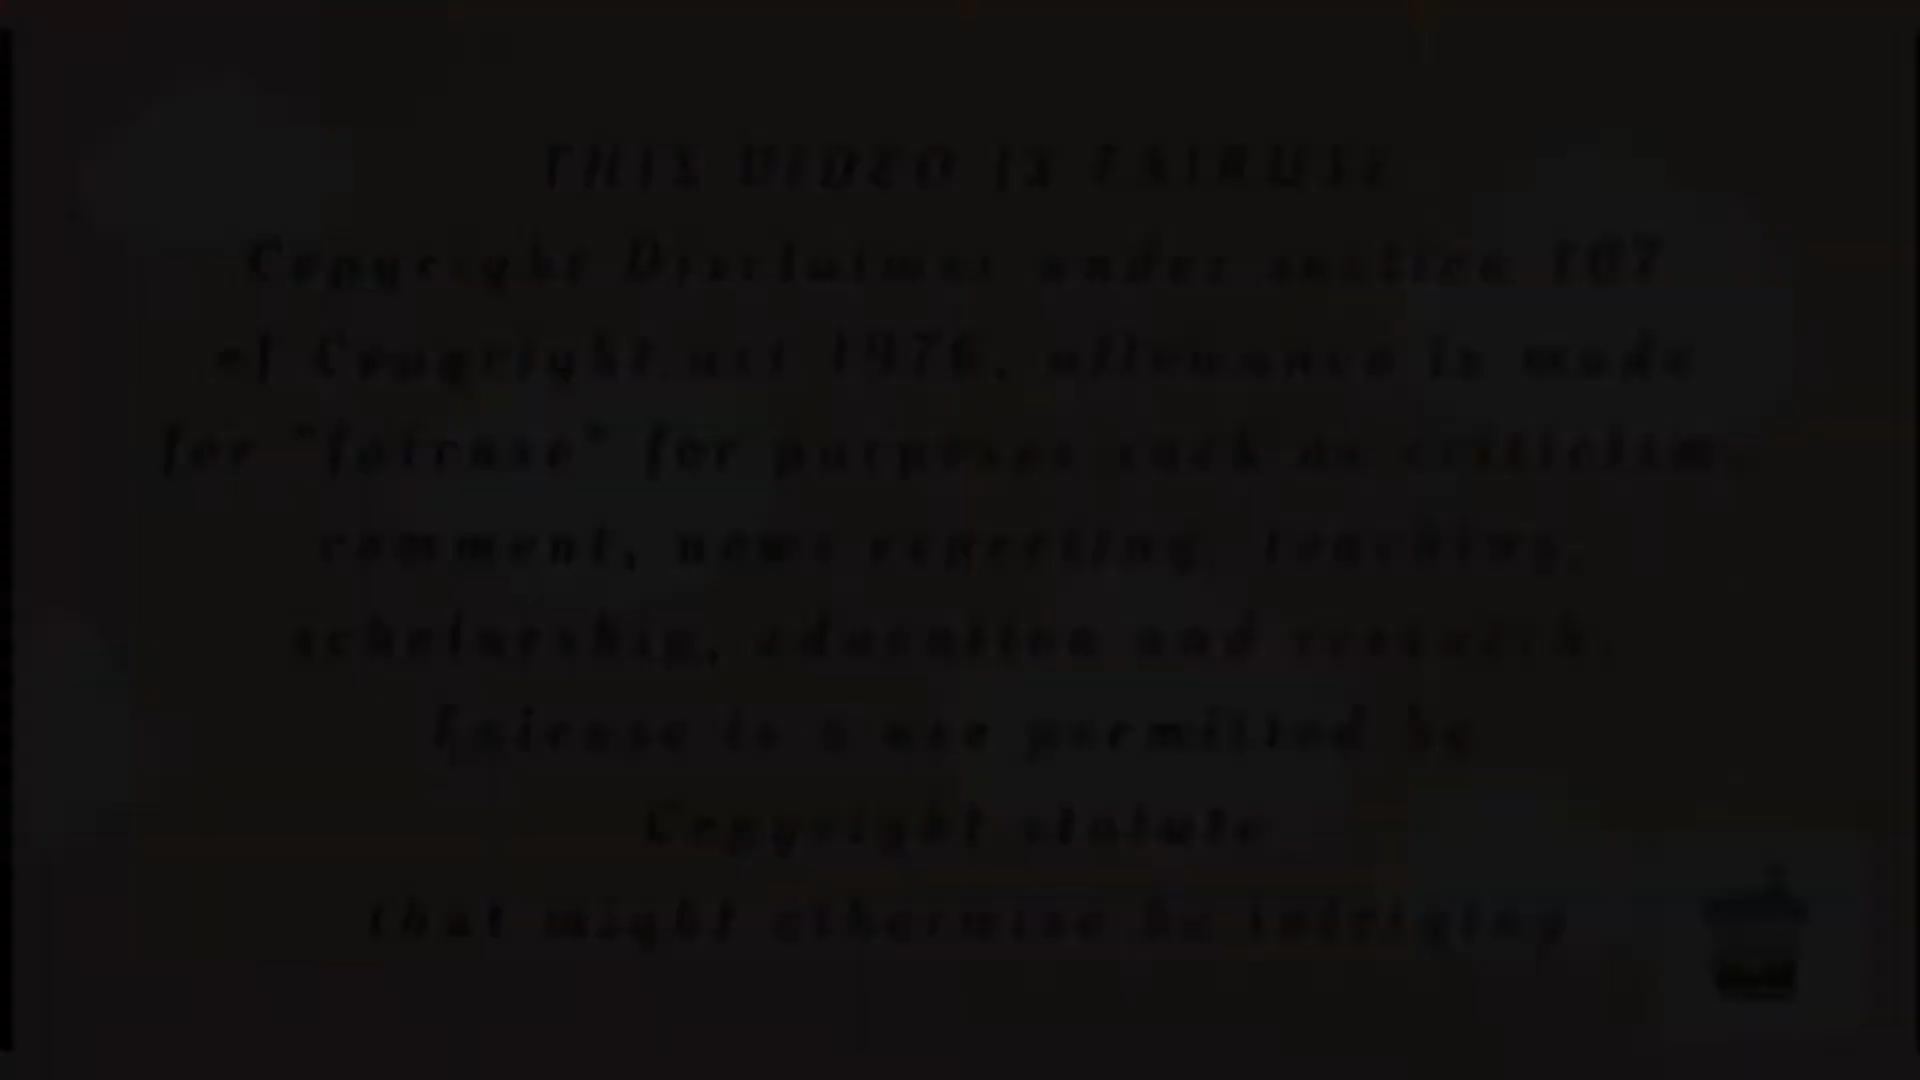 THIS VIDEO IS FAIRUSE
Copyright Disclaimer under section 107
of Copyright act 1976, allowance is made
for "fairuse" for purposes such as criticism,
comment, news reporting, teaching,
scholarship, education and research.
Fairuse is a use permitted by
Copyright statute
that might otherwise be